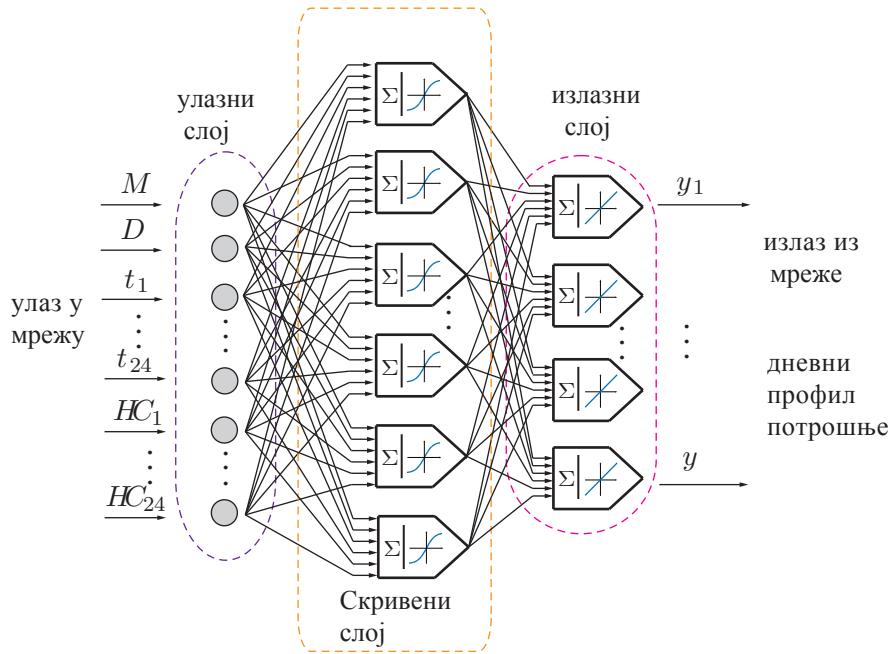 улазни
слој
излазни
слој
M
D
t₁
t₂₄
HC₁
HC₂₄
улаз у
мрежу
Σ
Σ
Σ
Σ
Σ
Σ
Σ
Σ
Σ
Σ
y₁
y
излаз из
мреже
дневни
профил
потрошње
Скривени
слој